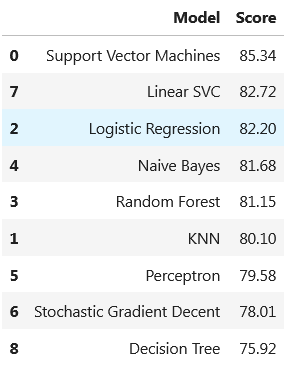 Model Score
0 Support Vector Machines 85.34
7 Linear SVC 82.72
2 Logistic Regression 82.20
4 Naive Bayes 81.68
3 Random Forest 81.15
1 KNN 80.10
5 Perceptron 79.58
6 Stochastic Gradient Decent 78.01
8 Decision Tree 75.92